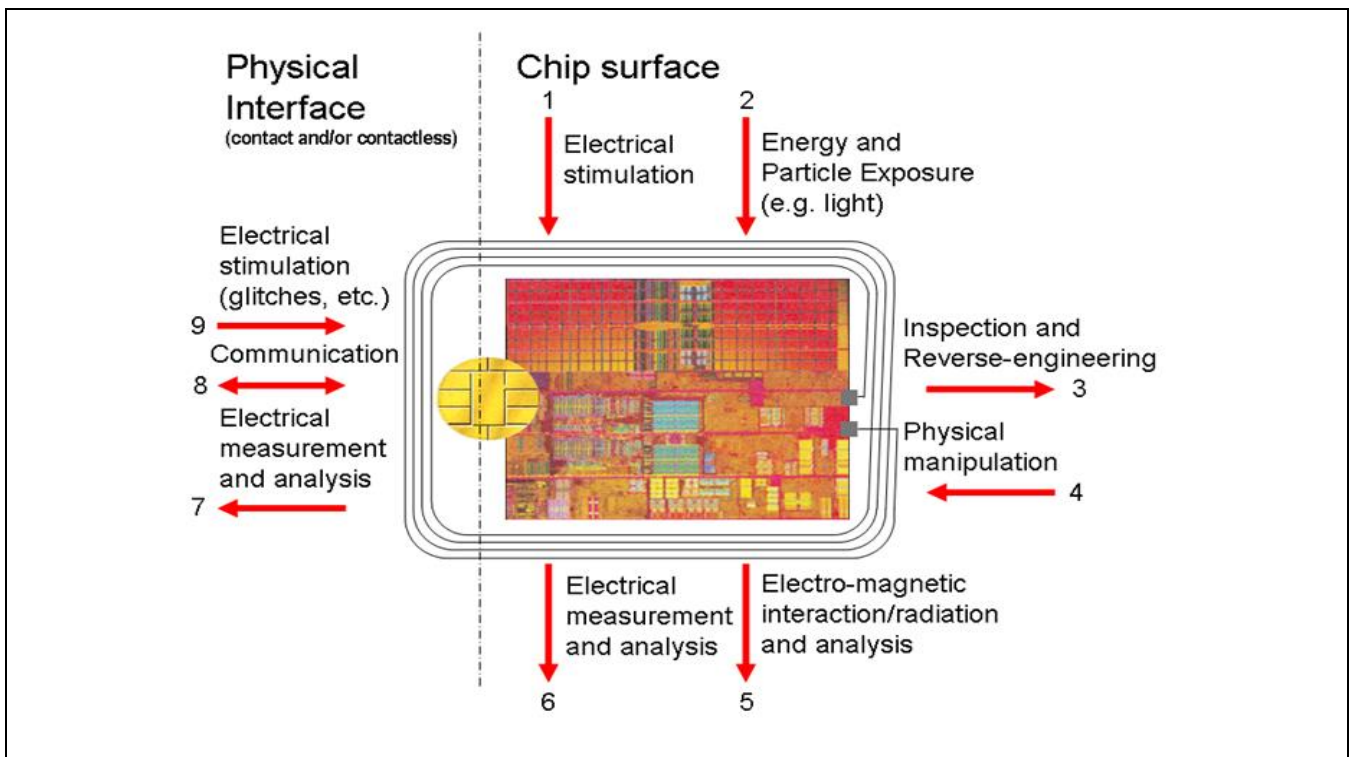 Physical
Interface
(contact and/or contactless)
Chip surface
1
2
Electrical
stimulation
Energy and
Particle Exposure
(e.g. light)
Electrical
stimulation
(glitches, etc.)
9
Communication
8
Electrical
measurement
and analysis
7
Inspection and
Reverse-engineering
3
Physical
manipulation
4
Electrical
measurement
and analysis
6
Electro-magnetic
interaction/radiation
and analysis
5